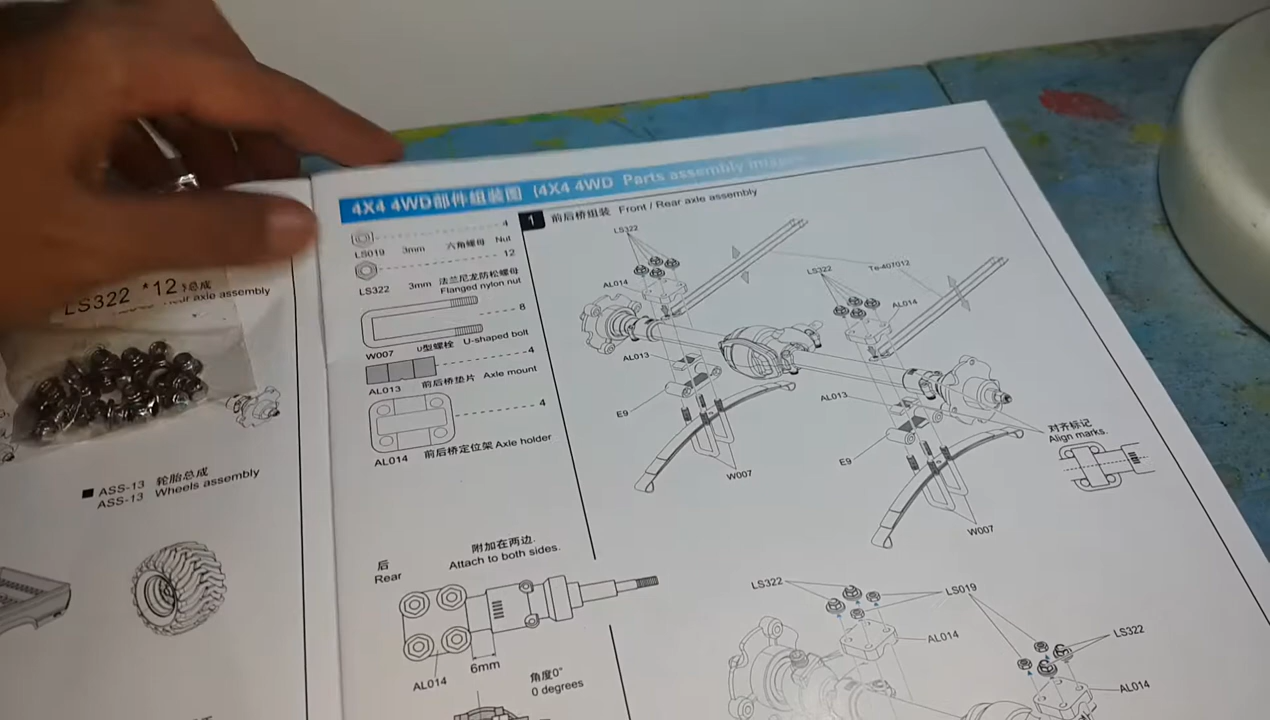 LS322 *12
总成
axle assembly
■ ASS-13 轮胎总成
ASS-13 Wheels assembly
4X4 4WD部件组装图 (4X4 4WD Parts assembly images
4
LS019 3mm 六角螺母 Nut
12
LS322 3mm 法兰尼龙防松螺母
Flanged nylon nut
8
W007 U型螺栓 U-shaped bolt
4
AL013 前后桥垫片 Axle mount
4
AL014 前后桥定位架 Axle holder
1 前后桥组装 Front / Rear axle assembly
LS322
AL014
AL013
E9
W007
LS322
Te-407012
AL014
AL013
E9
W007
对齐标记
Align marks.
后
Rear
附加在两边.
Attach to both sides.
6mm
AL014
角度0°
0 degrees
LS322
LS019
AL014
LS322
AL014